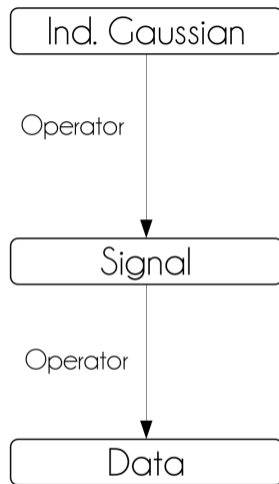 Ind. Gaussian
Operator
Signal
Operator
Data